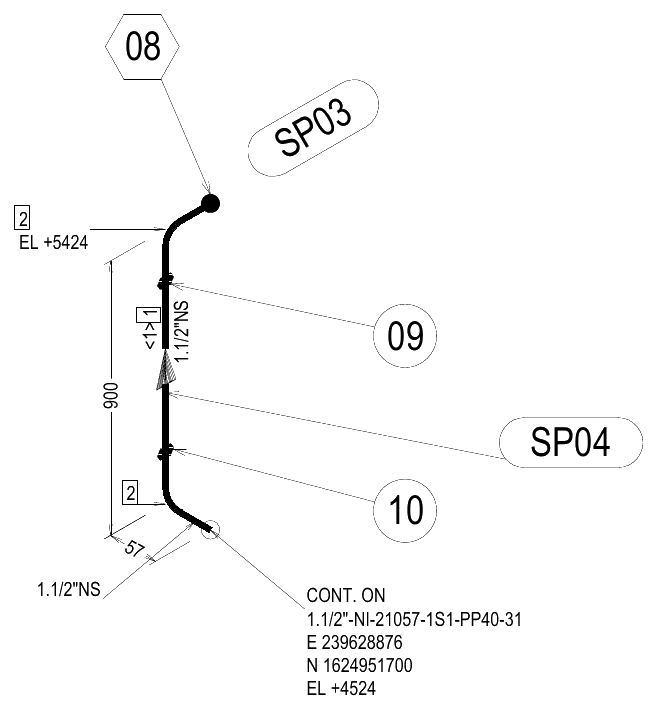 08
SP03
2
EL +5424
<1> 1
1.1/2"NS
09
900
SP04
2
10
57
1.1/2"NS
CONT. ON
1.1/2"-NI-21057-1S1-PP40-31
E 239628876
N 1624951700
EL +4524